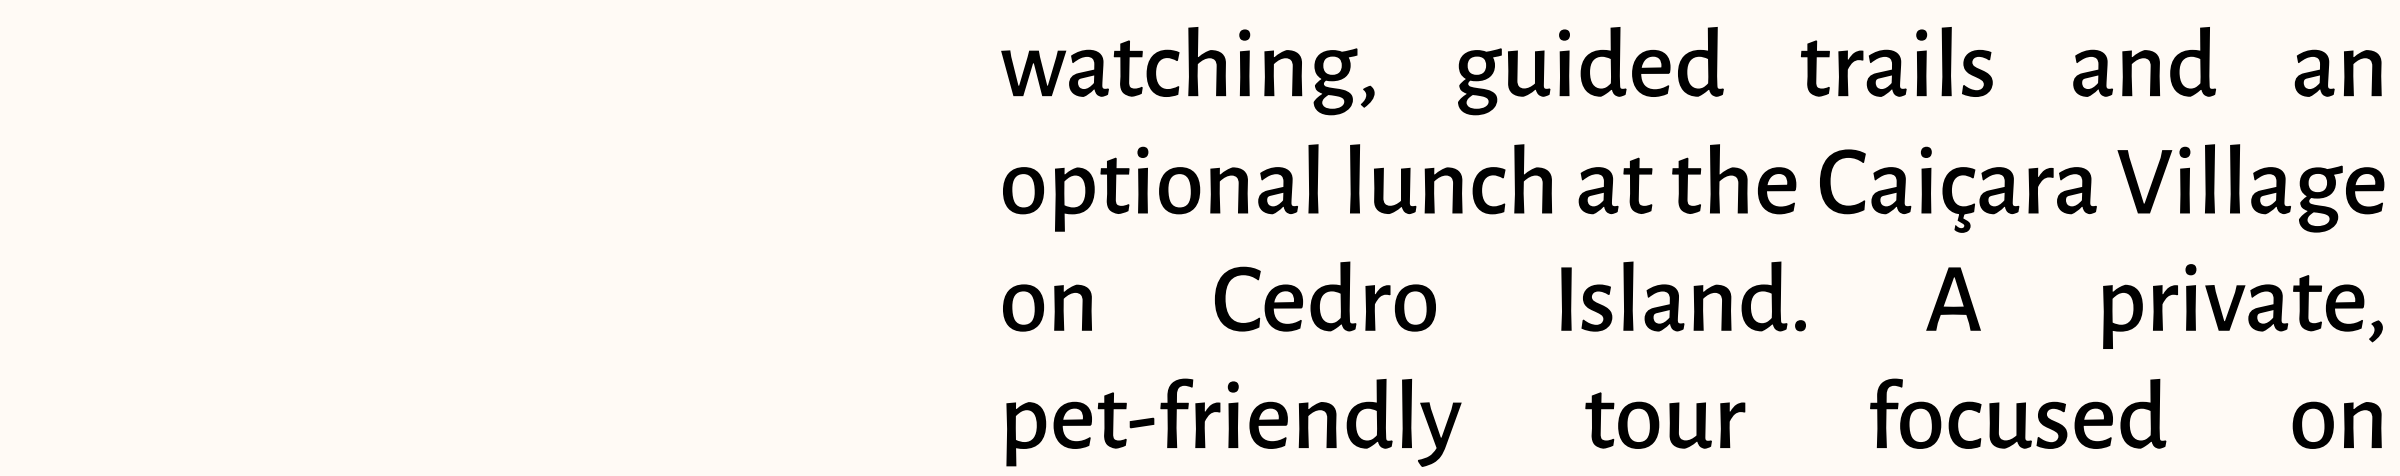 watching, guided trails and an
optional lunch at the Caiçara Village
on Cedro Island. A private,
pet-friendly tour focused on